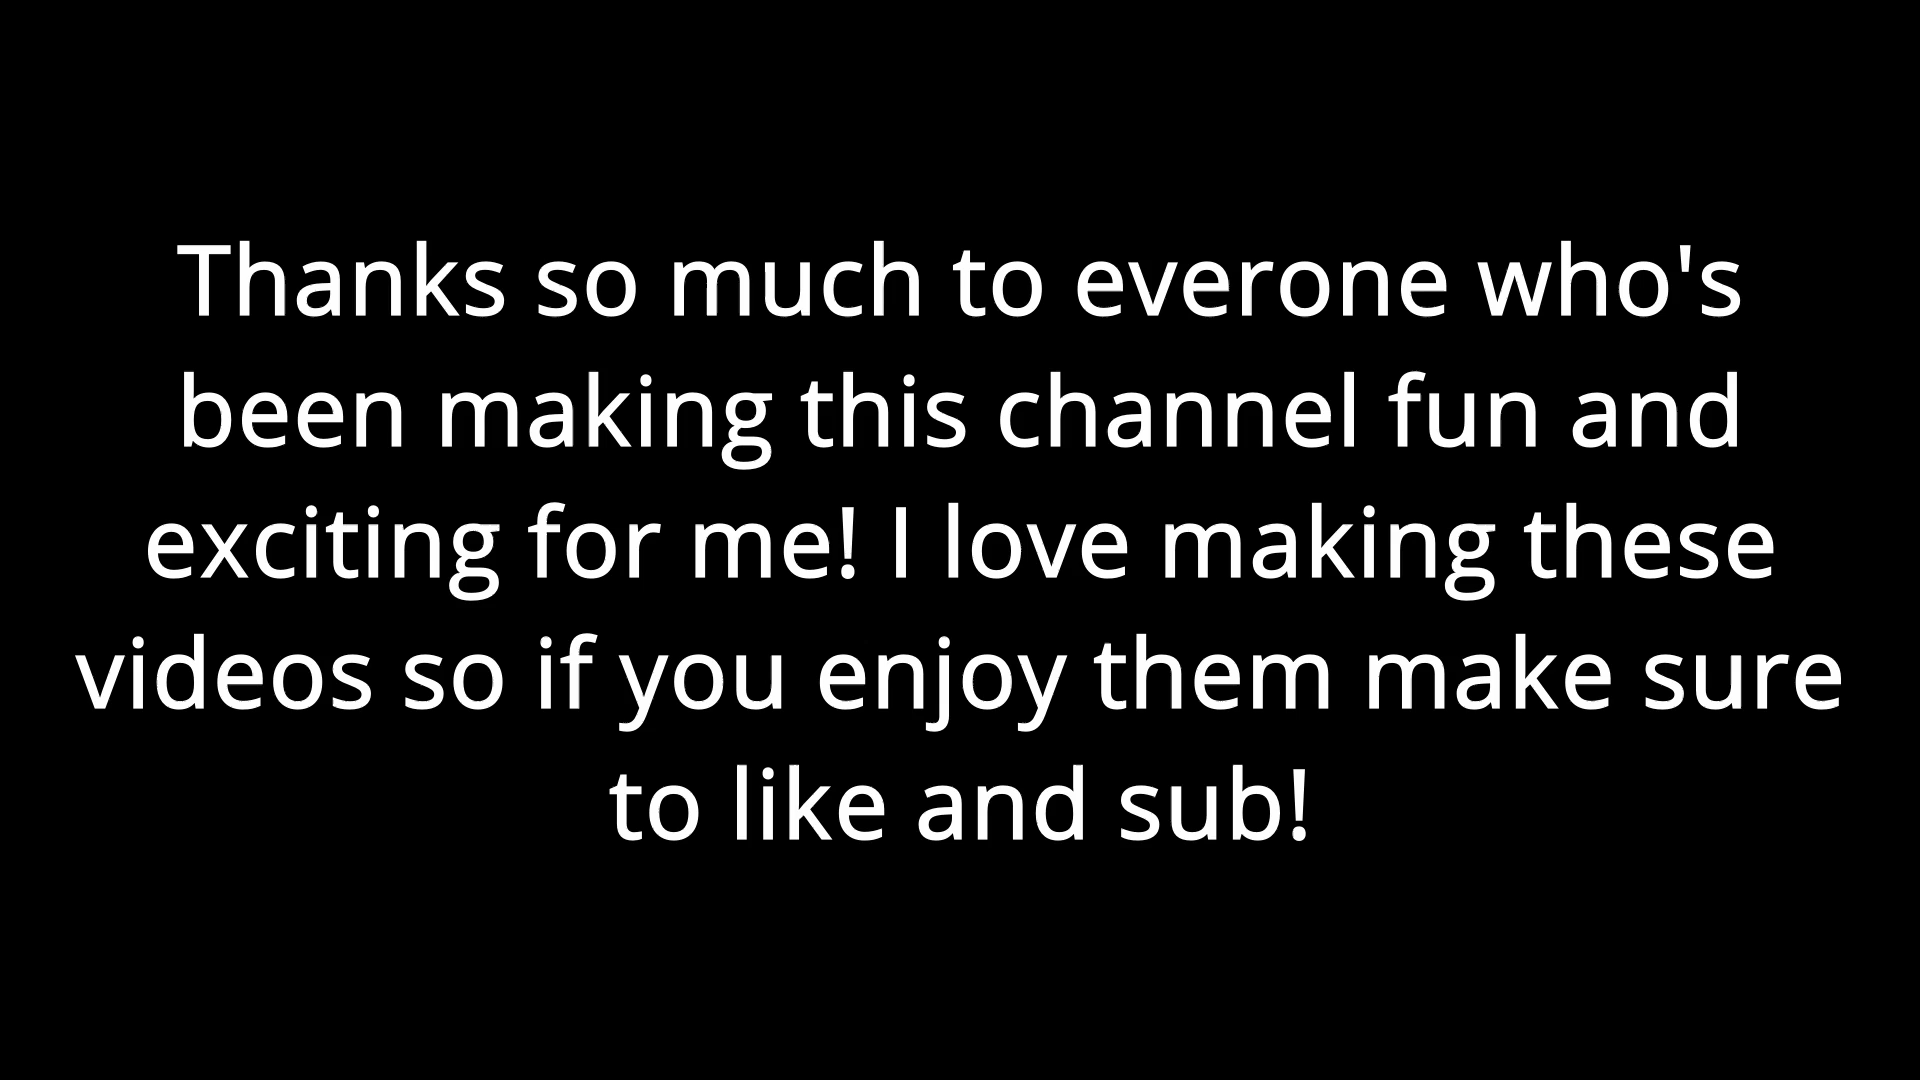 Thanks so much to everone who's
been making this channel fun and
exciting for me! I love making these
videos so if you enjoy them make sure
to like and sub!